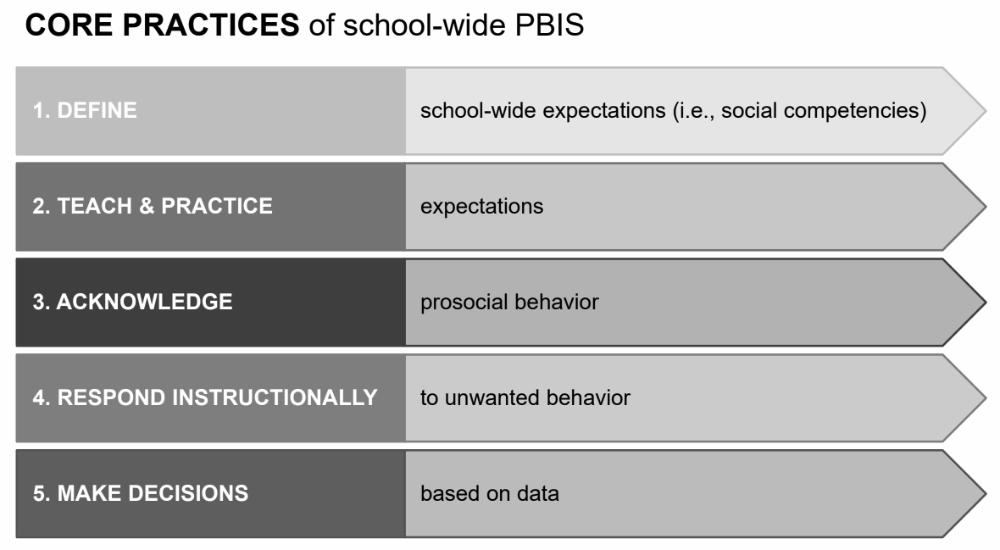 CORE PRACTICES of school-wide PBIS
1. DEFINE school-wide expectations (i.e., social competencies)
2. TEACH & PRACTICE expectations
3. ACKNOWLEDGE prosocial behavior
4. RESPOND INSTRUCTIONALLY to unwanted behavior
5. MAKE DECISIONS based on data